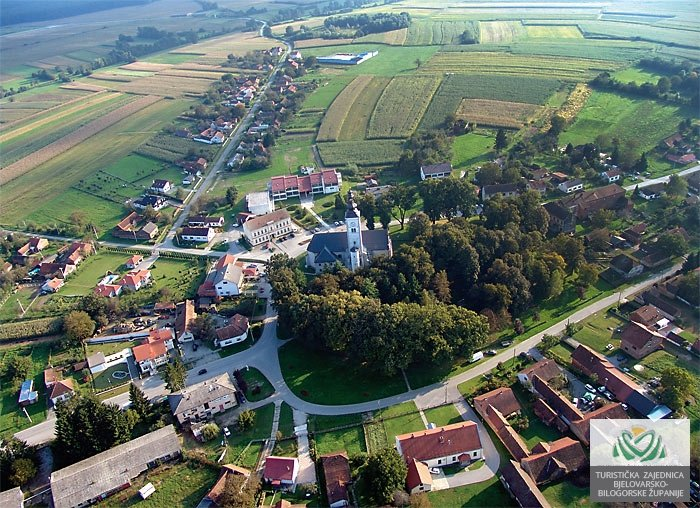 TURISTIČKA
ZAJEDNICA
BJELOVARSKO-
BILOGORSKE ŽUPANIJE